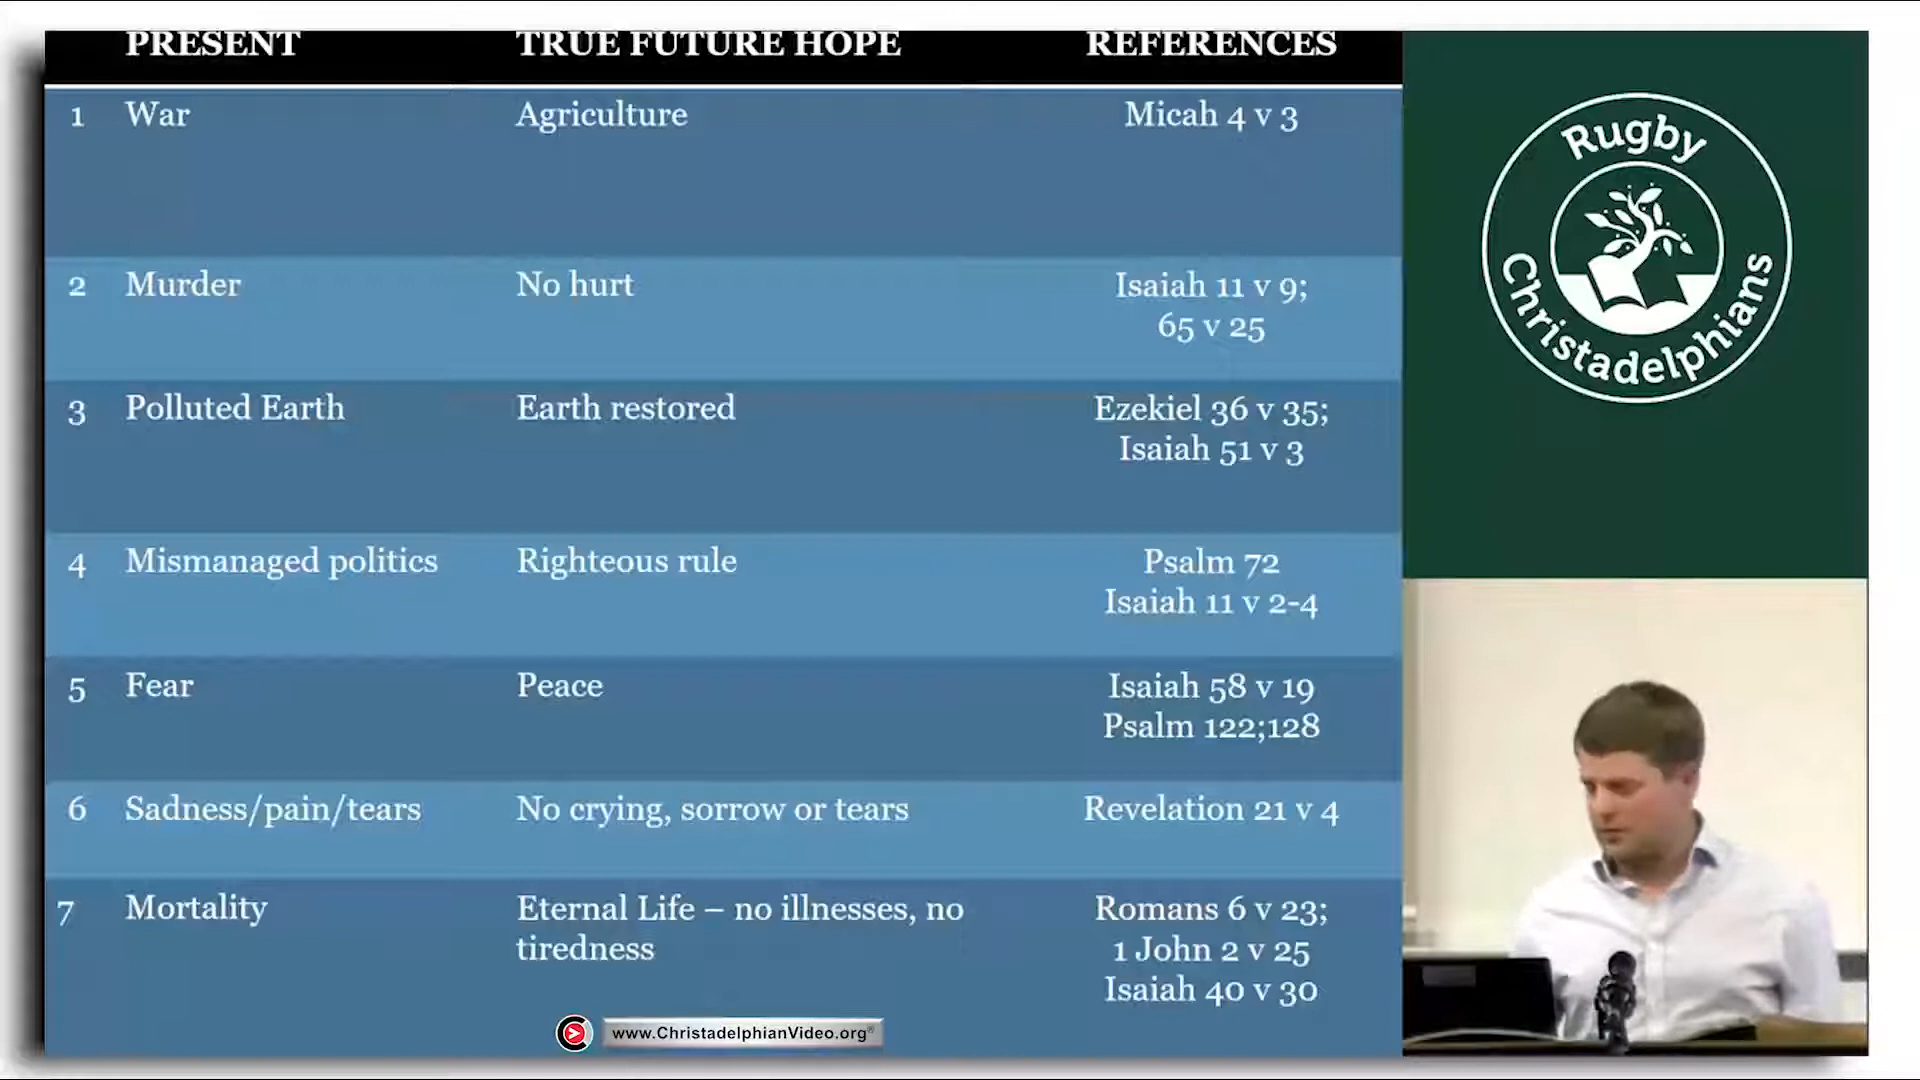 PRESENT TRUE FUTURE HOPE REFERENCES
1 War Agriculture Micah 4 v 3
2 Murder No hurt Isaiah 11 v 9;
65 v 25
3 Polluted Earth Earth restored Ezekiel 36 v 35;
Isaiah 51 v 3
4 Mismanaged politics Righteous rule Psalm 72
Isaiah 11 v 2-4
5 Fear Peace Isaiah 58 v 19
Psalm 122;128
6 Sadness/pain/tears No crying, sorrow or tears Revelation 21 v 4
7 Mortality Eternal Life – no illnesses, no Romans 6 v 23;
tiredness 1 John 2 v 25
Isaiah 40 v 30
www.ChristadelphianVideo.org®
Rugby
Christadelphians